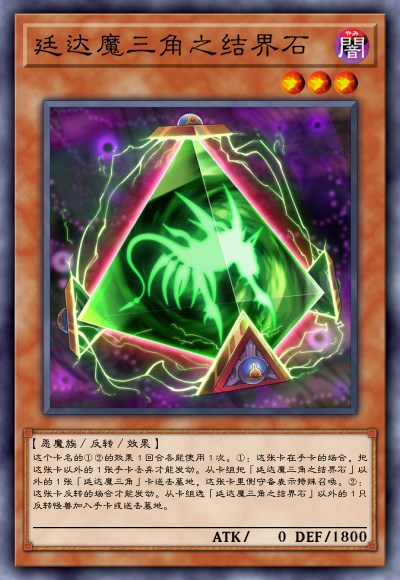 廷达魔三角之结界石
やみ
闇
【恶魔族／反转／效果】
这个卡名的①②的效果1回合各能使用1次。①：这张卡在手卡的场合，把
这张卡以外的1张手卡丢弃才能发动。从卡组把「廷达魔三角之结界石」以
外的1张「廷达魔三角」卡送去墓地，这张卡里侧守备表示特殊召唤。②：
这张卡反转的场合才能发动。从卡组选「廷达魔三角之结界石」以外的1只
反转怪兽加入手卡或送去墓地。
ATK/ 0 DEF/1800